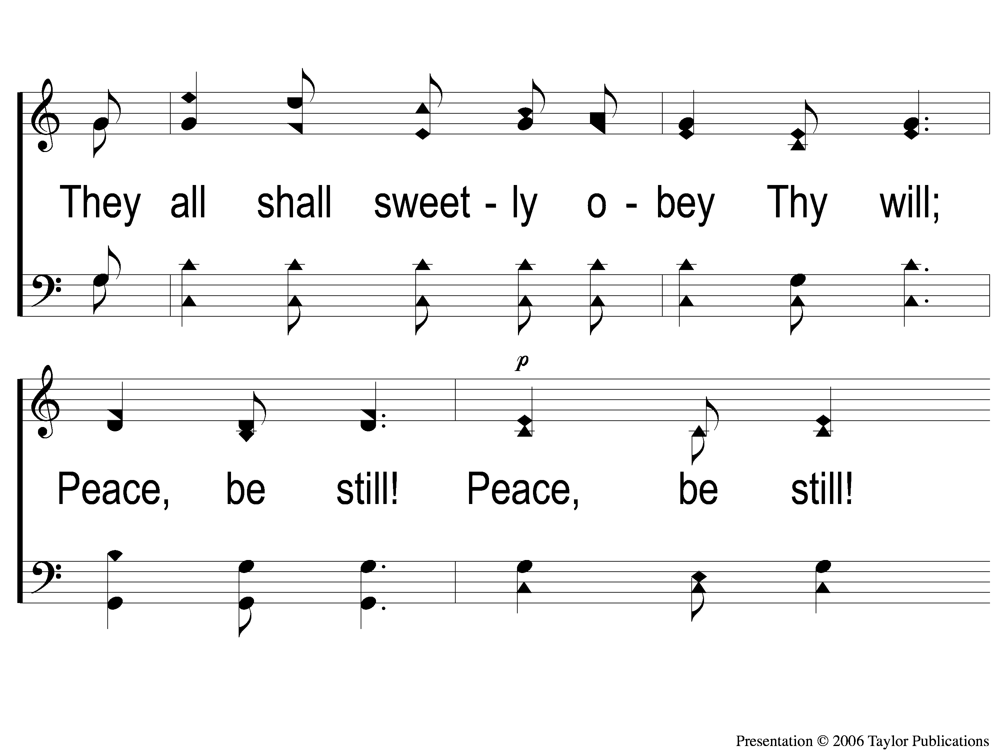 They all shall sweet - ly o - bey Thy will;
p
Peace, be still! Peace, be still!
Presentation © 2006 Taylor Publications